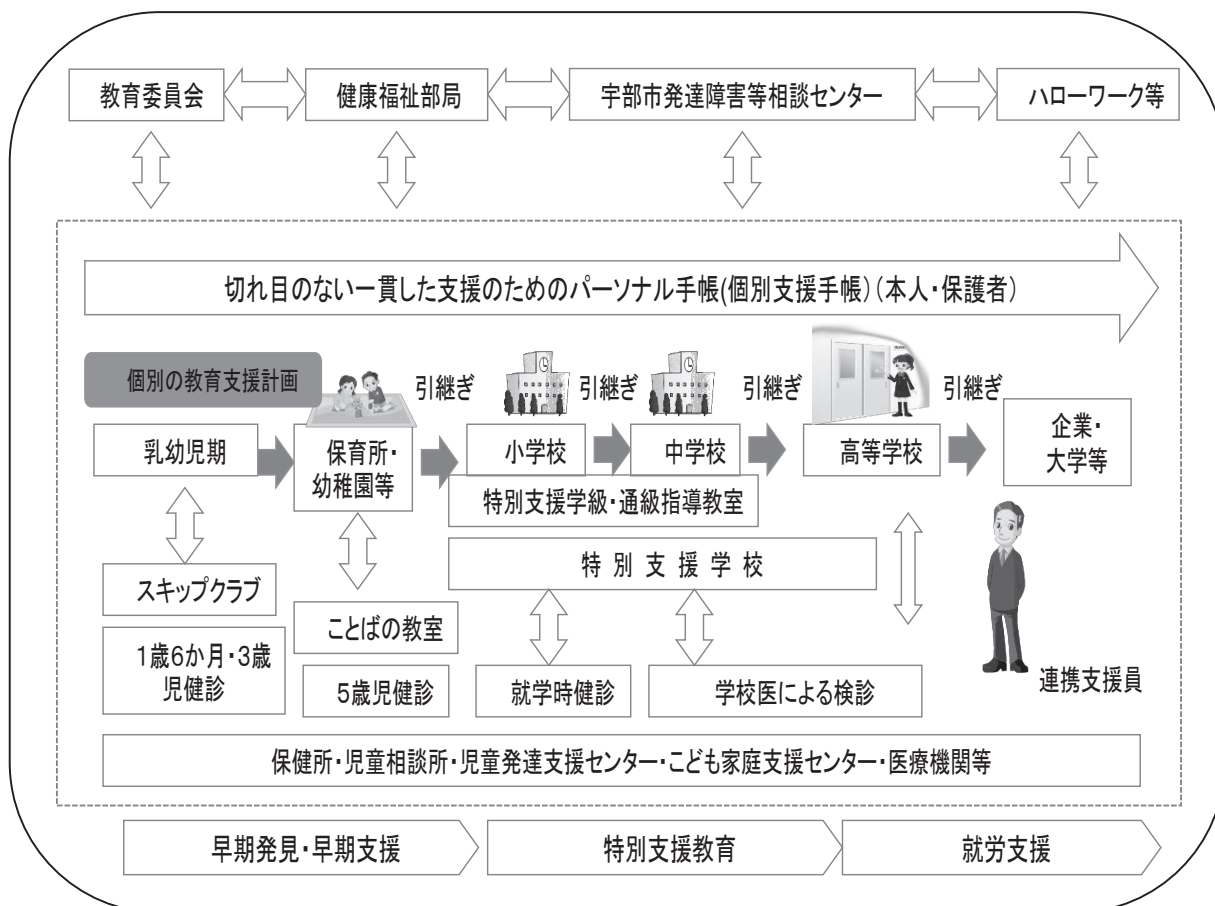 教育委員会
健康福祉部局
宇部市発達障害等相談センター
ハローワーク等
切れ目のない一貫した支援のためのパーソナル手帳(個別支援手帳)(本人・保護者)
個別の教育支援計画
引継ぎ
引継ぎ
引継ぎ
引継ぎ
乳幼児期
保育所・
幼稚園等
小学校
中学校
高等学校
企業・
大学等
特別支援学級・通級指導教室
特別支援学校
スキップクラブ
ことばの教室
1歳6か月・3歳
児健診
5歳児健診
就学時健診
学校医による検診
連携支援員
保健所・児童相談所・児童発達支援センター・こども家庭支援センター・医療機関等
早期発見・早期支援
特別支援教育
就労支援